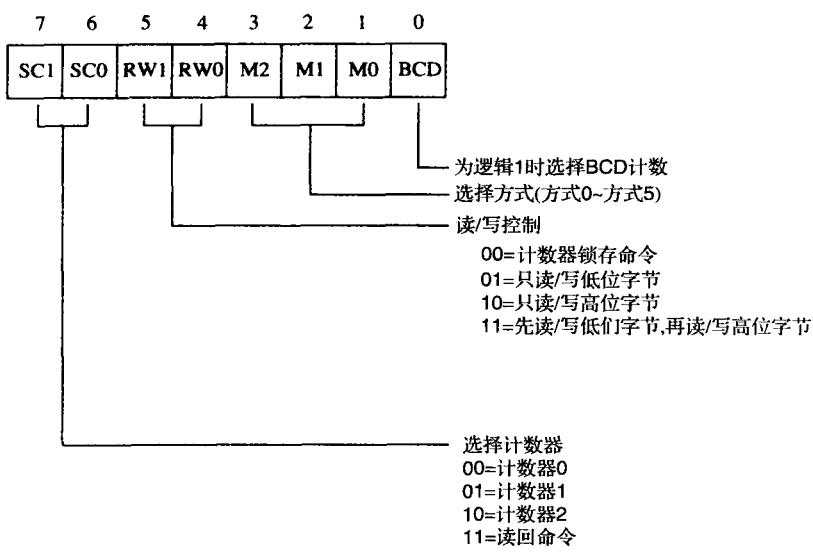 7 6 5 4 3 2 1 0
SC1 SC0 RW1 RW0 M2 M1 M0 BCD
为逻辑1时选择BCD计数
选择方式(方式0~方式5)
读/写控制
00=计数器锁存命令
01=只读/写低位字节
10=只读/写高位字节
11=先读/写低们字节,再读/写高位字节
选择计数器
00=计数器0
01=计数器1
10=计数器2
11=读回命令